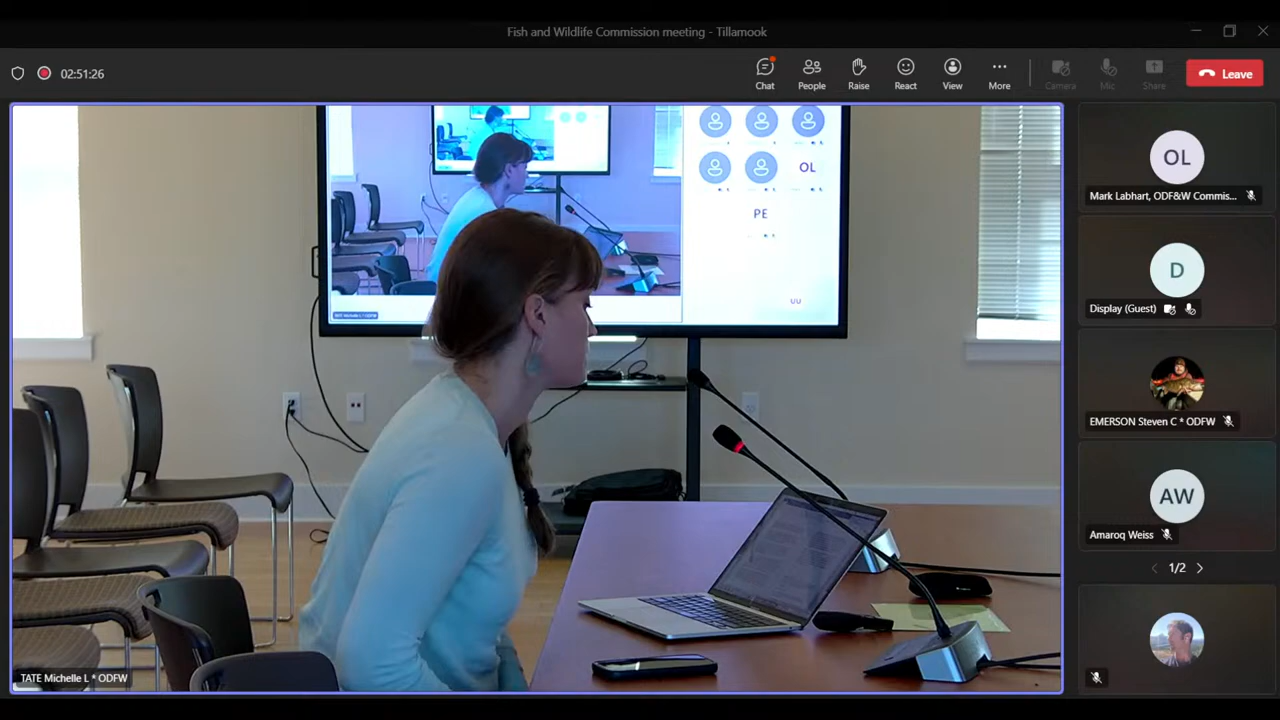 Fish and Wildlife Commission meeting - Tillamook
02:51:26
Chat
People
Raise
React
View
More
Camera
Mic
Share
Leave
OL
PE
UU
TATE Michelle L * ODFW
OL
Mark Labhart, ODF&W Commis...
D
Display (Guest)
EMERSON Steven C * ODFW
AW
Amaroq Weiss
1/2